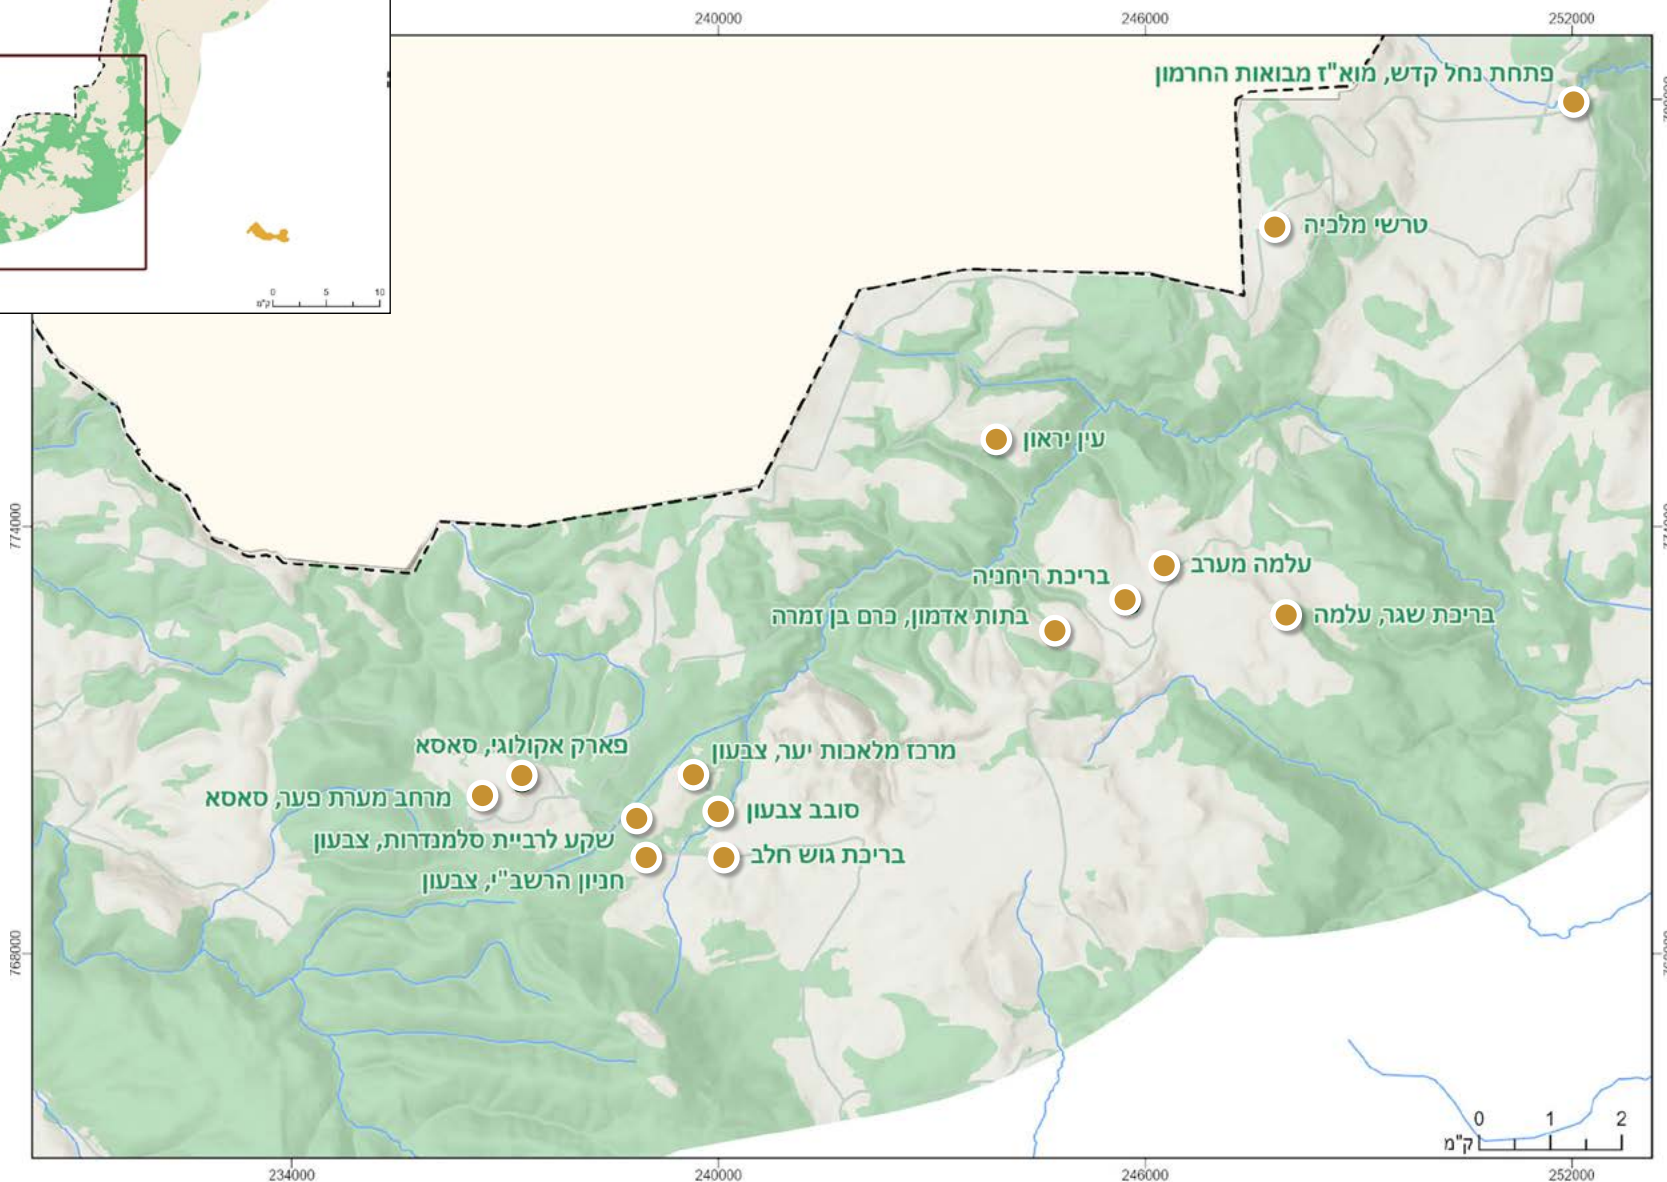 240000
246000
252000
פתחת נחל קדש, מוא"ז מבואות החרמון
טרשי מלכיה
0
5
10
ק"מ
עין יראון
774000
עלמה מערב
בריכת ריחניה
בתות אדמון, כרם בן זמרה
בריכת שגר, עלמה
פארק אקולוגי, סאסא
מרכז מלאכות יער, צבעון
מרחב מערת פער, סאסא
סובב צבעון
שקע לרביית סלמנדרות, צבעון
בריכת גוש חלב
חניון הרשב"י, צבעון
768000
0
1
2
ק"מ
234000
240000
246000
252000